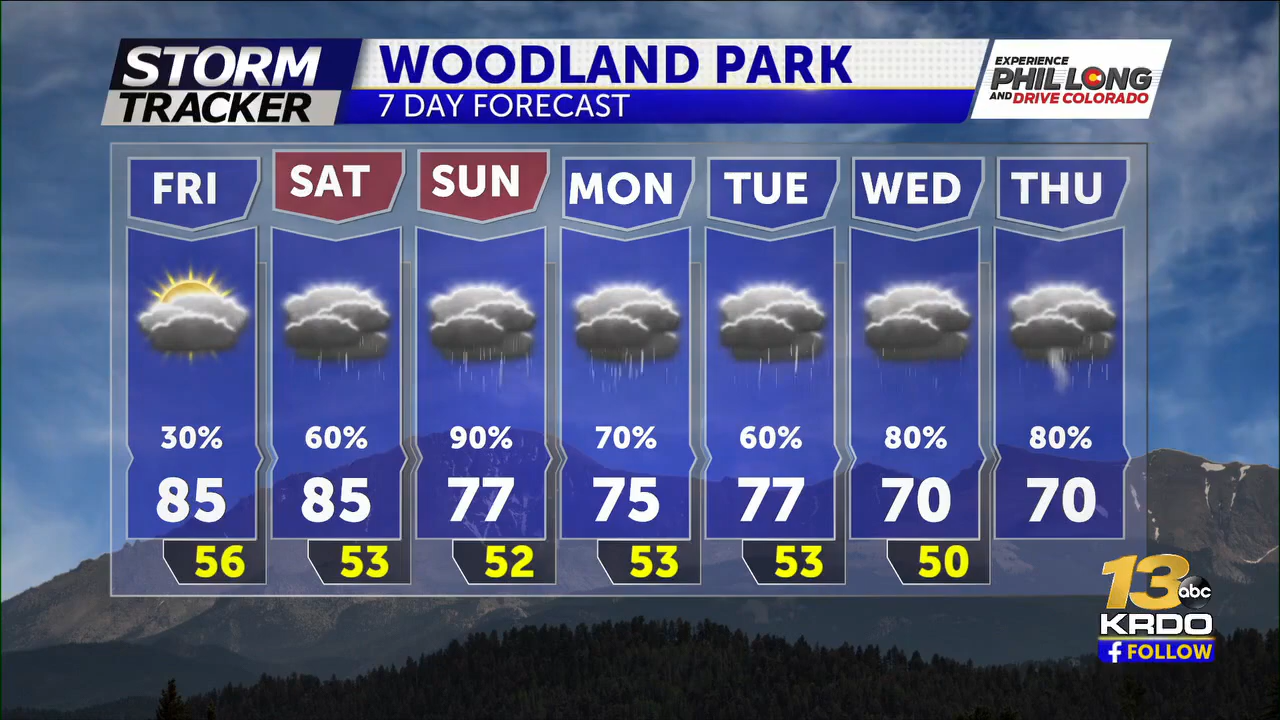 STORM
TRACKER
WOODLAND PARK
7 DAY FORECAST
EXPERIENCE
PHIL LONG
AND DRIVE COLORADO
FRI SAT SUN MON TUE WED THU
30% 60% 90% 70% 60% 80% 80%
85 85 77 75 77 70 70
56 53 52 53 53 50
13 abc
KRDO
f FOLLOW